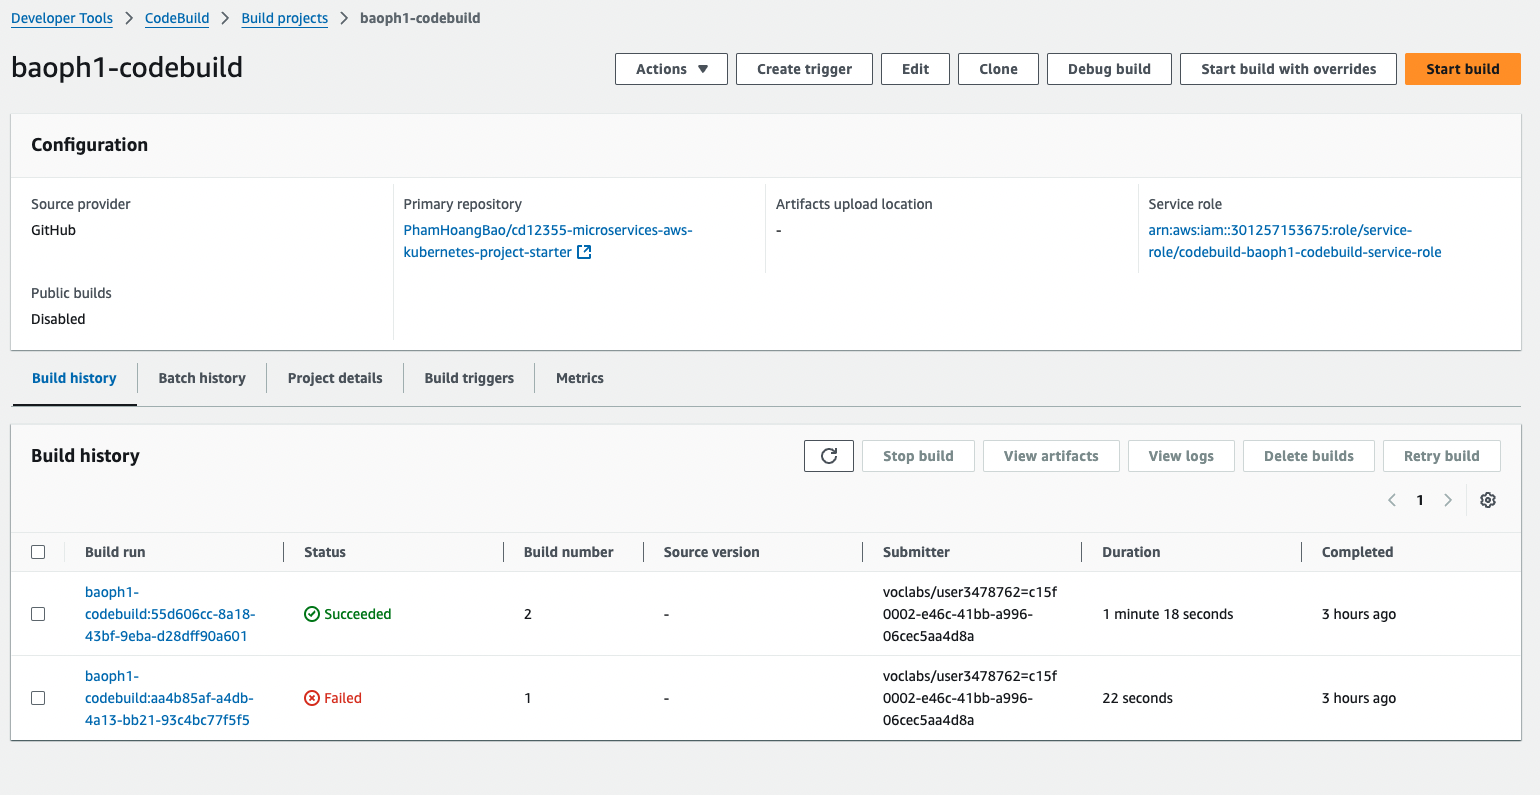 Developer Tools > CodeBuild > Build projects > baoph1-codebuild
baoph1-codebuild
Actions ▼ Create trigger Edit Clone Debug build Start build with overrides Start build
Configuration
Source provider
GitHub
Primary repository
PhamHoangBao/cd12355-microservices-aws-
kubernetes-project-starter
Artifacts upload location
-
Service role
arn:aws:iam::301257153675:role/service-
role/codebuild-baoph1-codebuild-service-role
Public builds
Disabled
Build history Batch history Project details Build triggers Metrics
Build history
Stop build View artifacts View logs Delete builds Retry build
< 1 >
Build run Status Build number Source version Submitter Duration Completed
baoph1-
codebuild:55d606cc-8a18-
43bf-9eba-d28dff90a601
Succeeded
2
-
voclabs/user3478762=c15f
0002-e46c-41bb-a996-
06cec5aa4d8a
1 minute 18 seconds
3 hours ago
baoph1-
codebuild:aa4b85af-a4db-
4a13-bb21-93c4bc77f5f5
Failed
1
-
voclabs/user3478762=c15f
0002-e46c-41bb-a996-
06cec5aa4d8a
22 seconds
3 hours ago